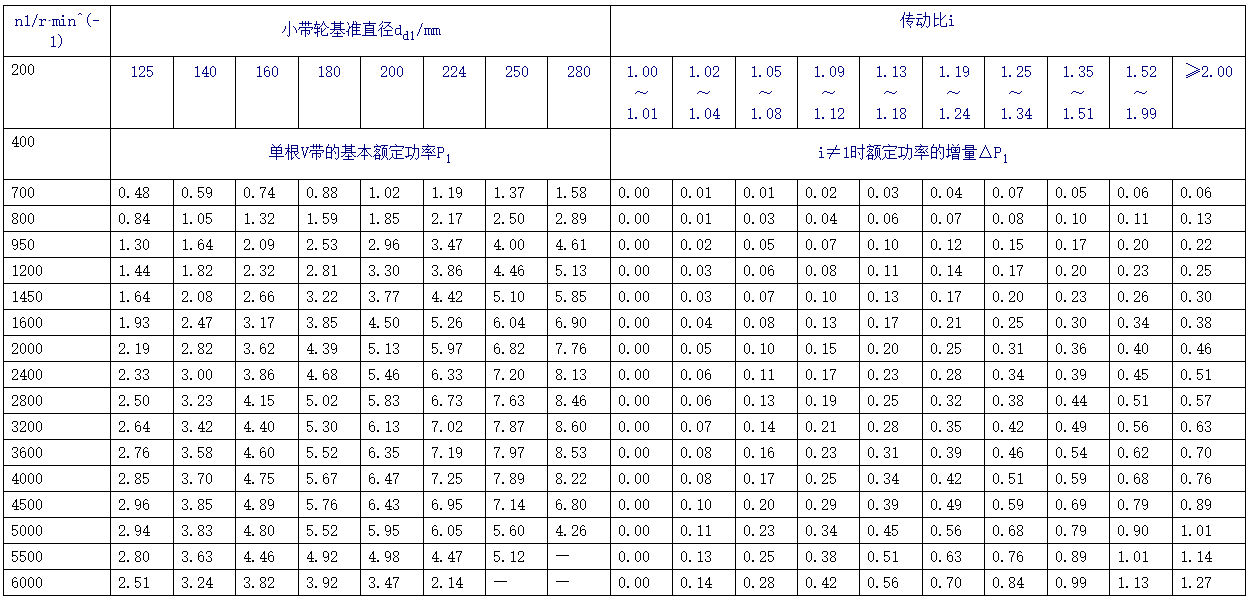 n1/r·min^(-1) 小带轮基准直径d_d1/mm 传动比i
200 125 140 160 180 200 224 250 280 1.00～1.01 1.02～1.04 1.05～1.08 1.09～1.12 1.13～1.18 1.19～1.24 1.25～1.34 1.35～1.51 1.52～1.99 ≥2.00
400 单根V带的基本额定功率P1 i≠1时额定功率的增量△P1
700 0.48 0.59 0.74 0.88 1.02 1.19 1.37 1.58 0.00 0.01 0.01 0.02 0.03 0.04 0.07 0.05 0.06 0.06
800 0.84 1.05 1.32 1.59 1.85 2.17 2.50 2.89 0.00 0.01 0.03 0.04 0.06 0.07 0.08 0.10 0.11 0.13
950 1.30 1.64 2.09 2.53 2.96 3.47 4.00 4.61 0.00 0.02 0.05 0.07 0.10 0.12 0.15 0.17 0.20 0.22
1200 1.44 1.82 2.32 2.81 3.30 3.86 4.46 5.13 0.00 0.03 0.06 0.08 0.11 0.14 0.17 0.20 0.23 0.25
1450 1.64 2.08 2.66 3.22 3.77 4.42 5.10 5.85 0.00 0.03 0.07 0.10 0.13 0.17 0.20 0.23 0.26 0.30
1600 1.93 2.47 3.17 3.85 4.50 5.26 6.04 6.90 0.00 0.04 0.08 0.13 0.17 0.21 0.25 0.30 0.34 0.38
2000 2.19 2.82 3.62 4.39 5.13 5.97 6.82 7.76 0.00 0.05 0.10 0.15 0.20 0.25 0.31 0.36 0.40 0.46
2400 2.33 3.00 3.86 4.68 5.46 6.33 7.20 8.13 0.00 0.06 0.11 0.17 0.23 0.28 0.34 0.39 0.45 0.51
2800 2.50 3.23 4.15 5.02 5.83 6.73 7.63 8.46 0.00 0.06 0.13 0.19 0.25 0.32 0.38 0.44 0.51 0.57
3200 2.64 3.42 4.40 5.30 6.13 7.02 7.87 8.60 0.00 0.07 0.14 0.21 0.28 0.35 0.42 0.49 0.56 0.63
3600 2.76 3.58 4.60 5.52 6.35 7.19 7.97 8.53 0.00 0.08 0.16 0.23 0.31 0.39 0.46 0.54 0.62 0.70
4000 2.85 3.70 4.75 5.67 6.47 7.25 7.89 8.22 0.00 0.08 0.17 0.25 0.34 0.42 0.51 0.59 0.68 0.76
4500 2.96 3.85 4.89 5.76 6.43 6.95 7.14 6.80 0.00 0.10 0.20 0.29 0.39 0.49 0.59 0.69 0.79 0.89
5000 2.94 3.83 4.80 5.52 5.95 6.05 5.60 4.26 0.00 0.11 0.23 0.34 0.45 0.56 0.68 0.79 0.90 1.01
5500 2.80 3.63 4.46 4.92 4.98 4.47 5.12 — 0.00 0.13 0.25 0.38 0.51 0.63 0.76 0.89 1.01 1.14
6000 2.51 3.24 3.82 3.92 3.47 2.14 — — 0.00 0.14 0.28 0.42 0.56 0.70 0.84 0.99 1.13 1.27